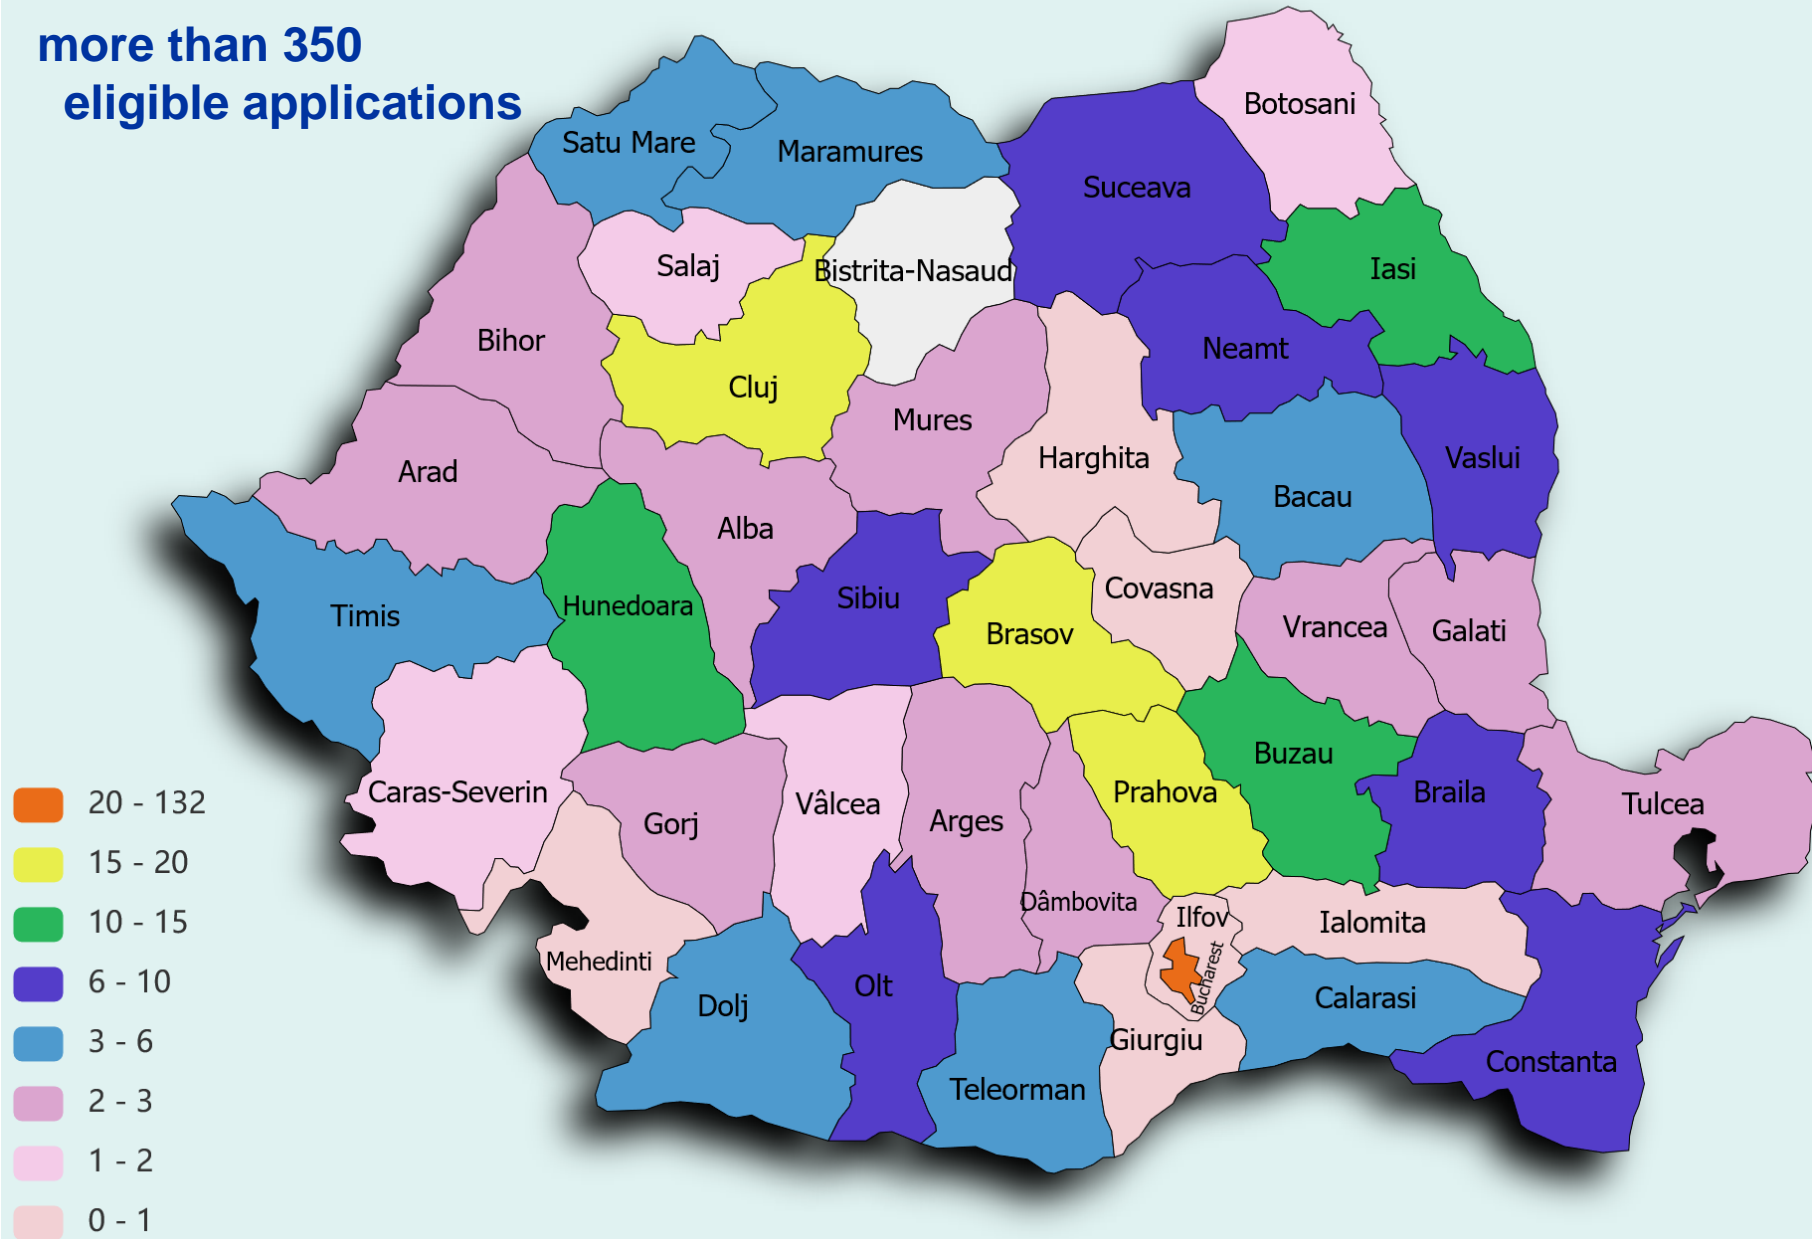 more than 350
eligible applications
Botosani
Satu Mare
Maramures
Suceava
Salaj
Bistrita-Nasaud
Iasi
Bihor
Neamt
Cluj
Mures
Harghita
Vaslui
Arad
Bacau
Alba
Timis
Hunedoara
Sibiu
Covasna
Brasov
Vrancea
Galati
Caras-Severin
Gorj
Vâlcea
Arges
Prahova
Buzau
Braila
Tulcea
Dâmbovita
Ilfov
Ialomita
Mehedinti
Olt
Dolj
Bucharest
Calarasi
Giurgiu
Teleorman
Constanta
20 - 132
15 - 20
10 - 15
6 - 10
3 - 6
2 - 3
1 - 2
0 - 1